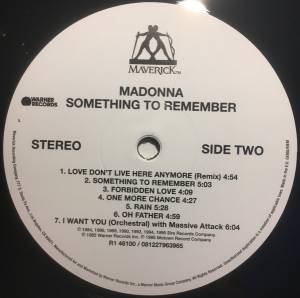 MAVERICK™
WARNER RECORDS
MADONNA
SOMETHING TO REMEMBER
STEREO
SIDE TWO
1. LOVE DON'T LIVE HERE ANYMORE (Remix) 4:54
2. SOMETHING TO REMEMBER 5:03
3. FORBIDDEN LOVE 4:09
4. ONE MORE CHANCE 4:27
5. RAIN 5:28
6. OH FATHER 4:59
7. I WANT YOU (Orchestral) with Massive Attack 6:04
R1 46100 / 081227963965